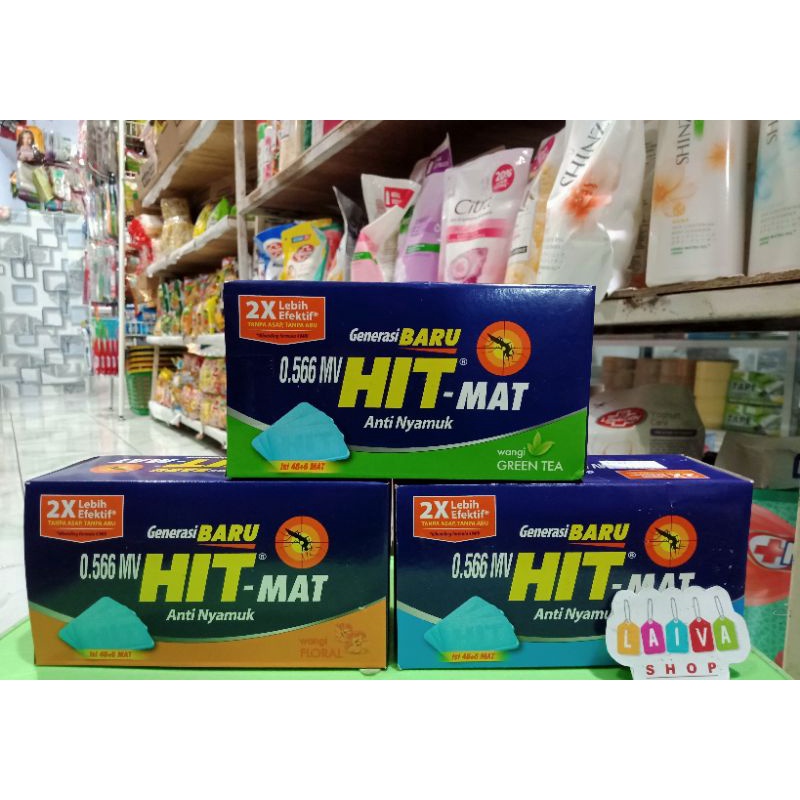 2X Lebih
Efektif*
TANPA ASAP, TANPA ABU
Generasi BARU
0.566 MV HIT®-MAT
Anti Nyamuk
Isi 48+6 MAT
wangi
GREEN TEA
2X Lebih
Efektif*
TANPA ASAP, TANPA ABU
Generasi BARU
0.566 MV HIT®-MAT
Anti Nyamuk
Isi 48+6 MAT
wangi
FLORAL
2X Lebih
Efektif*
TANPA ASAP, TANPA ABU
Generasi BARU
0.566 MV HIT®-MAT
Anti Nyamuk
Isi 48+6 MAT
LAIVA
SHOP
20%
SHINZ
SHINZ